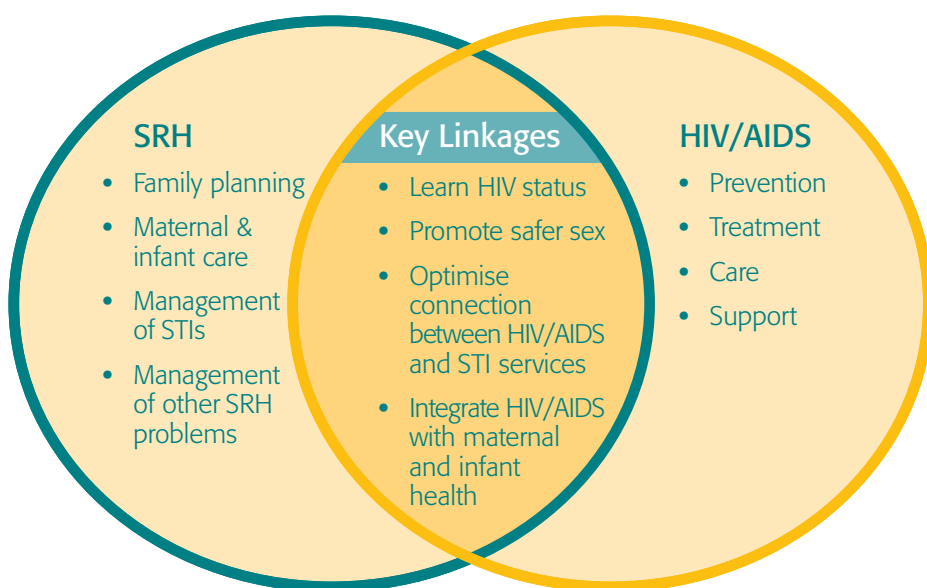 SRH
• Family planning
• Maternal &
infant care
• Management
of STIs
• Management
of other SRH
problems
Key Linkages
• Learn HIV status
• Promote safer sex
• Optimise
connection
between HIV/AIDS
and STI services
• Integrate HIV/AIDS
with maternal
and infant
health
HIV/AIDS
• Prevention
• Treatment
• Care
• Support